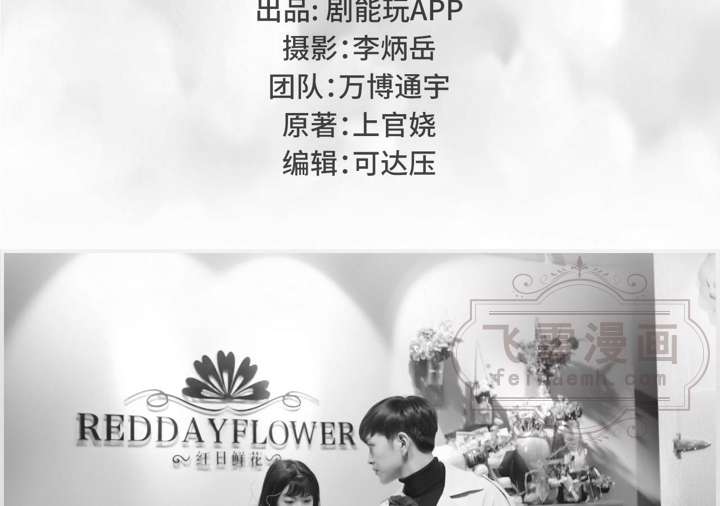 出品: 剧能玩APP
摄影:李炳岳
团队:万博通宇
原著:上官娆
编辑:可达压
飞雪漫画
REDDAYFLOWER
红日鲜花